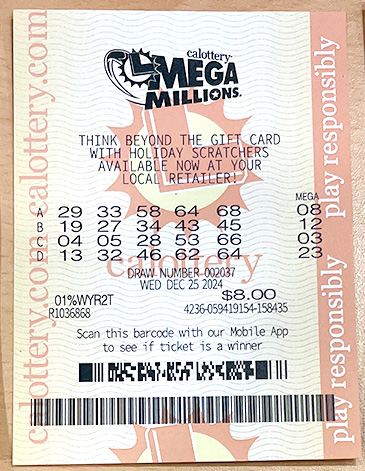 calottery
MEGA
MILLIONS
THINK BEYOND THE GIFT CARD
WITH HOLIDAY SCRATCHERS
AVAILABLE NOW AT YOUR
LOCAL RETAILER!
MEGA
A 29 33 58 64 68 08
B 19 27 34 43 45 12
C 04 05 28 53 66 03
D 13 32 46 62 64 23
calottery
DRAW NUMBER 002037
WED DEC 25 2024
01%WYR2T $8.00
R1036868 4236-059419154-158435
Scan this barcode with our Mobile App
to see if ticket is a winner
calottery.com calottery.com
play responsibly play responsibly